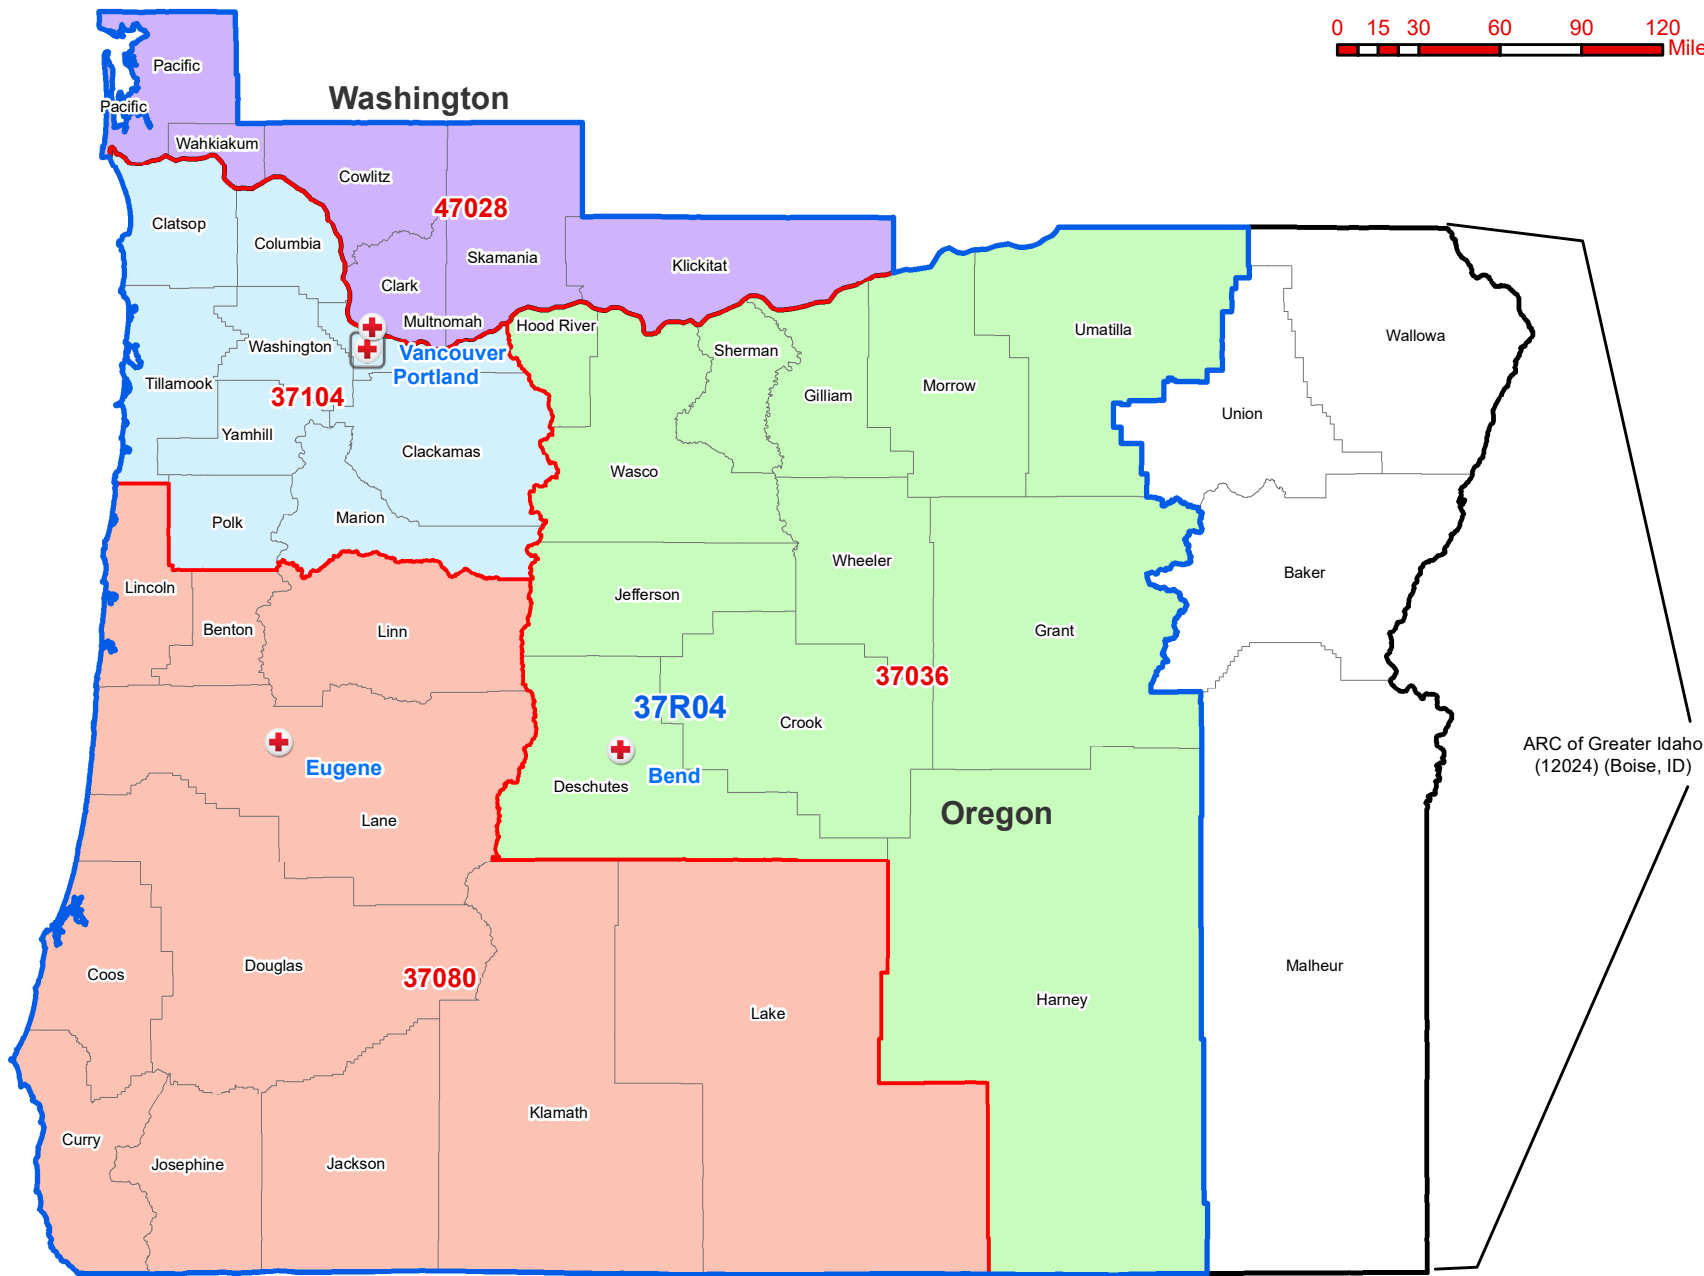 0 15 30 60 90 120
Mile
Pacific
Washington
Pacific
Wahkiakum
Cowlitz
47028
Clatsop
Columbia
Skamania
Klickitat
Clark
Multnomah
Hood River
Umatilla
Wallowa
Washington
Vancouver
Sherman
Portland
Tillamook
37104
Gilliam
Morrow
Union
Yamhill
Clackamas
Wasco
Polk
Marion
Wheeler
Baker
Lincoln
Jefferson
Benton
Linn
Grant
37036
37R04
Crook
ARC of Greater Idaho
(12024) (Boise, ID)
Eugene
Bend
Deschutes
Lane
Oregon
Douglas
Coos
37080
Malheur
Harney
Lake
Klamath
Curry
Josephine
Jackson